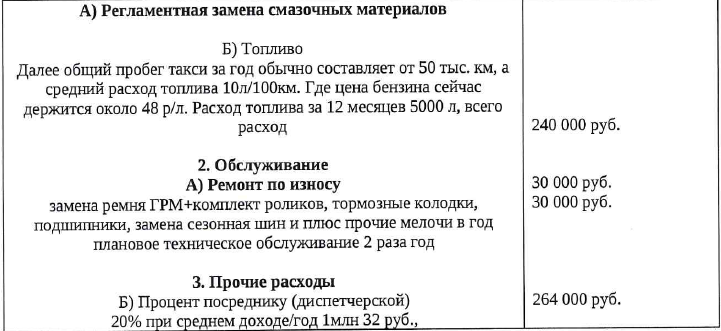 А) Регламентная замена смазочных материалов
Б) Топливо
Далее общий пробег такси за год обычно составляет от 50 тыс. км, а
средний расход топлива 10л/100км. Где цена бензина сейчас
держится около 48 р/л. Расход топлива за 12 месяцев 5000 л, всего
расход
240 000 руб.
2. Обслуживание
А) Ремонт по износу
30 000 руб.
замена ремня ГРМ+комплект роликов, тормозные колодки,
30 000 руб.
подшипники, замена сезонная шин и плюс прочие мелочи в год
плановое техническое обслуживание 2 раза год
3. Прочие расходы
Б) Процент посреднику (диспетчерской)
264 000 руб.
20% при среднем доходе/год 1млн 32 руб.,